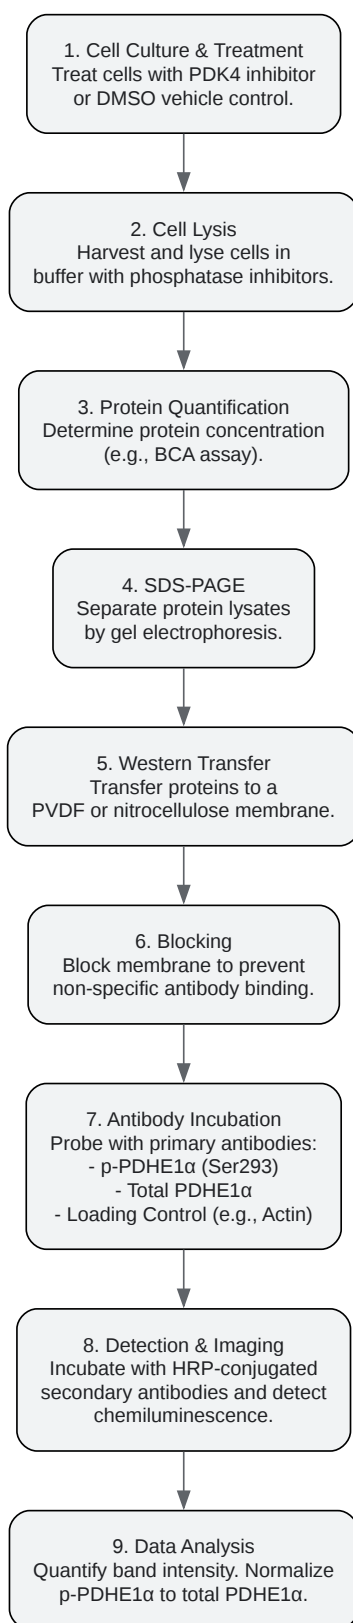 1. Cell Culture & Treatment
Treat cells with PDK4 inhibitor
or DMSO vehicle control.
2. Cell Lysis
Harvest and lyse cells in
buffer with phosphatase inhibitors.
3. Protein Quantification
Determine protein concentration
(e.g., BCA assay).
4. SDS-PAGE
Separate protein lysates
by gel electrophoresis.
5. Western Transfer
Transfer proteins to a
PVDF or nitrocellulose membrane.
6. Blocking
Block membrane to prevent
non-specific antibody binding.
7. Antibody Incubation
Probe with primary antibodies:
- p-PDHE1α (Ser293)
- Total PDHE1α
- Loading Control (e.g., Actin)
8. Detection & Imaging
Incubate with HRP-conjugated
secondary antibodies and detect
chemiluminescence.
9. Data Analysis
Quantify band intensity. Normalize
p-PDHE1α to total PDHE1α.